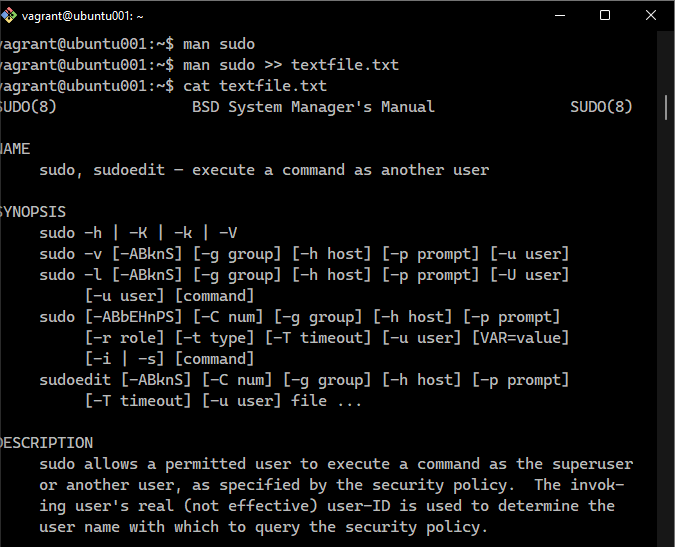 vagrant@ubuntu001: ~
vagrant@ubuntu001:~$ man sudo
vagrant@ubuntu001:~$ man sudo >> textfile.txt
vagrant@ubuntu001:~$ cat textfile.txt
SUDO(8)               BSD System Manager's Manual               SUDO(8)
NAME
sudo, sudoedit — execute a command as another user
SYNOPSIS
sudo -h | -K | -k | -V
sudo -v [-ABknS] [-g group] [-h host] [-p prompt] [-u user]
sudo -l [-ABknS] [-g group] [-h host] [-p prompt] [-U user]
[-u user] [command]
sudo [-ABbEHnPS] [-C num] [-g group] [-h host] [-p prompt]
[-r role] [-t type] [-T timeout] [-u user] [VAR=value]
[-i | -s] [command]
sudoedit [-ABknS] [-C num] [-g group] [-h host] [-p prompt]
[-T timeout] [-u user] file ...
DESCRIPTION
sudo allows a permitted user to execute a command as the superuser
or another user, as specified by the security policy.  The invok-
ing user's real (not effective) user-ID is used to determine the
user name with which to query the security policy.